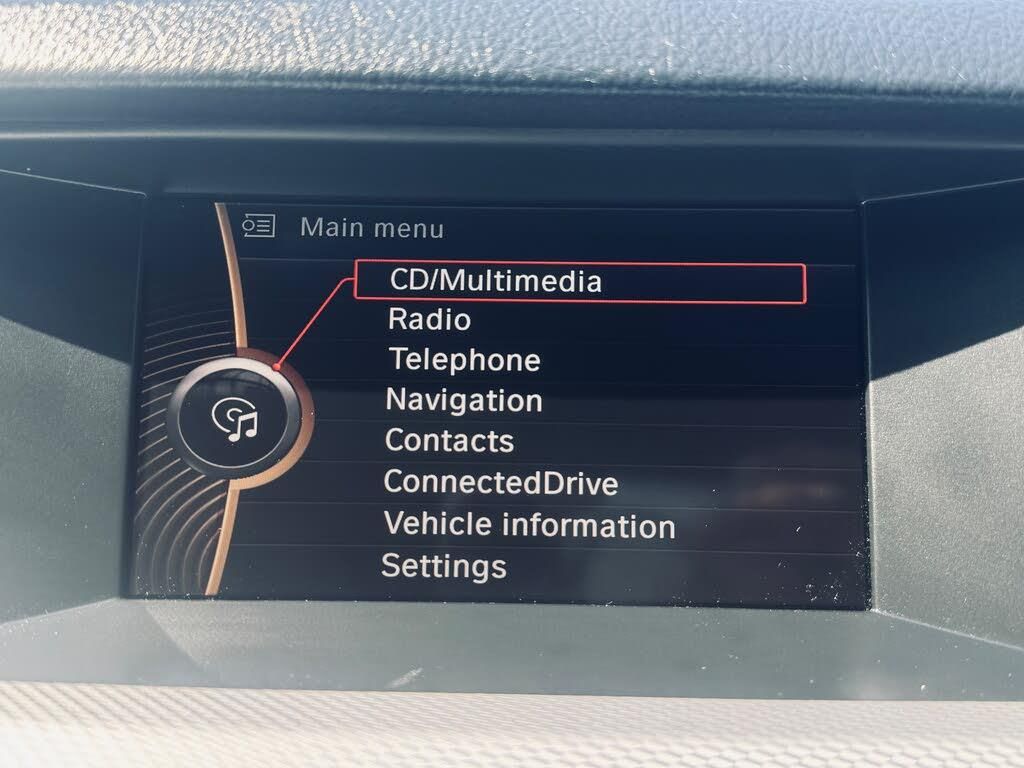 Main menu
CD/Multimedia
Radio
Telephone
Navigation
Contacts
ConnectedDrive
Vehicle information
Settings